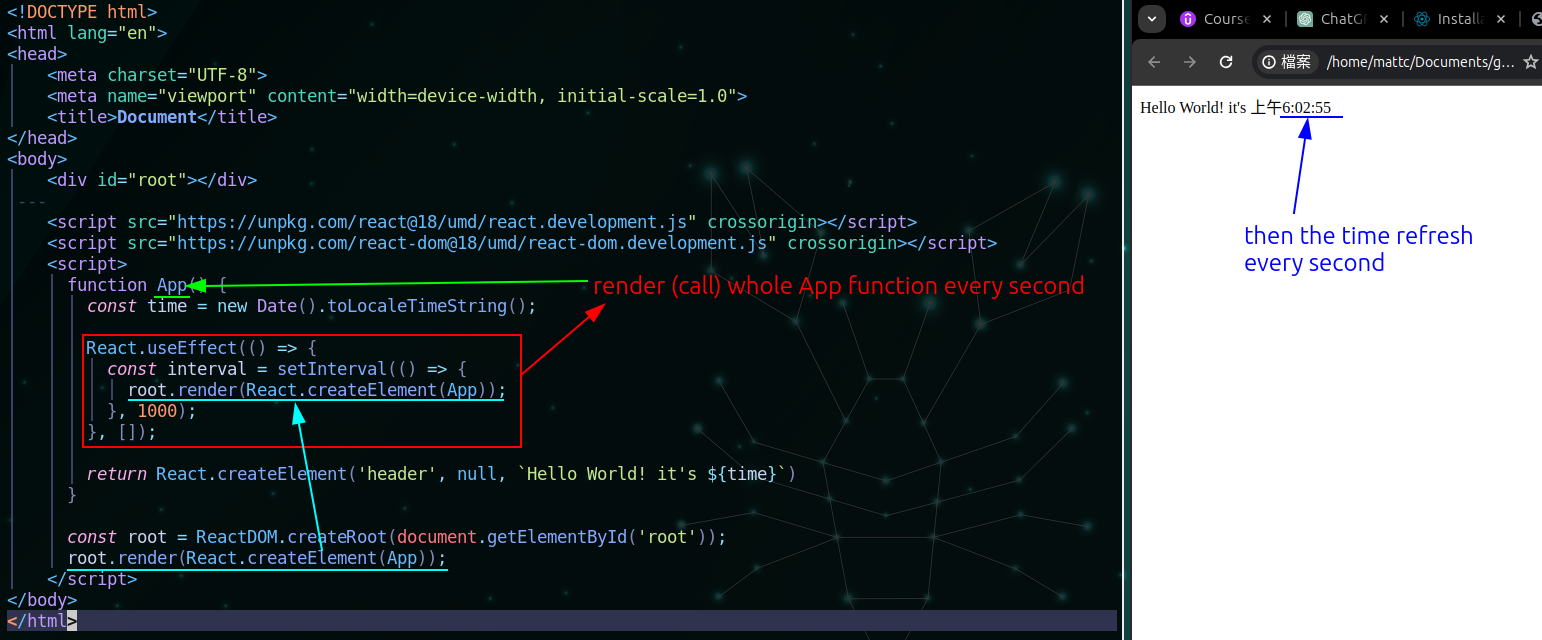 <!DOCTYPE html>
<html lang="en">
<head>
    <meta charset="UTF-8">
    <meta name="viewport" content="width=device-width, initial-scale=1.0">
    <title>Document</title>
</head>
<body>
    <div id="root"></div>
---
    <script src="https://unpkg.com/react@18/umd/react.development.js" crossorigin></script>
    <script src="https://unpkg.com/react-dom@18/umd/react-dom.development.js" crossorigin></script>
    <script>
      function App() {
        const time = new Date().toLocaleTimeString();
        React.useEffect(() => {
          const interval = setInterval(() => {
            root.render(React.createElement(App));
          }, 1000);
        }, []);
        return React.createElement('header', null, `Hello World! it's ${time}`)
      }
      const root = ReactDOM.createRoot(document.getElementById('root'));
      root.render(React.createElement(App));
    </script>
</body>
</html>
render (call) whole App function every second
Course
ChatGP
Installa
檔案
/home/mattc/Documents/g...
Hello World! it's 上午6:02:55
then the time refresh
every second